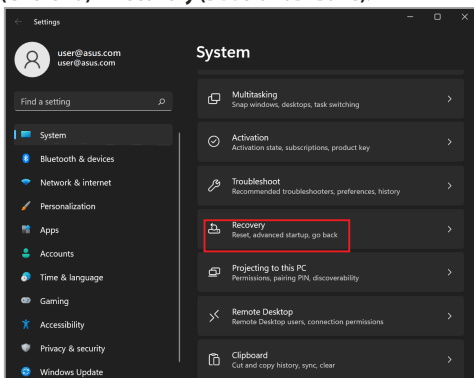 Settings
user@asus.com
user@asus.com
Find a setting
System
Bluetooth & devices
Network & internet
Personalization
Apps
Accounts
Time & language
Gaming
Accessibility
Privacy & security
Windows Update
System
Multitasking
Snap windows, desktops, task switching
Activation
Activation state, subscriptions, product key
Troubleshoot
Recommended troubleshooters, preferences, history
Recovery
Reset, advanced startup, go back
Projecting to this PC
Permissions, pairing PIN, discoverability
Remote Desktop
Remote Desktop users, connection permissions
Clipboard
Cut and copy history, sync, clear